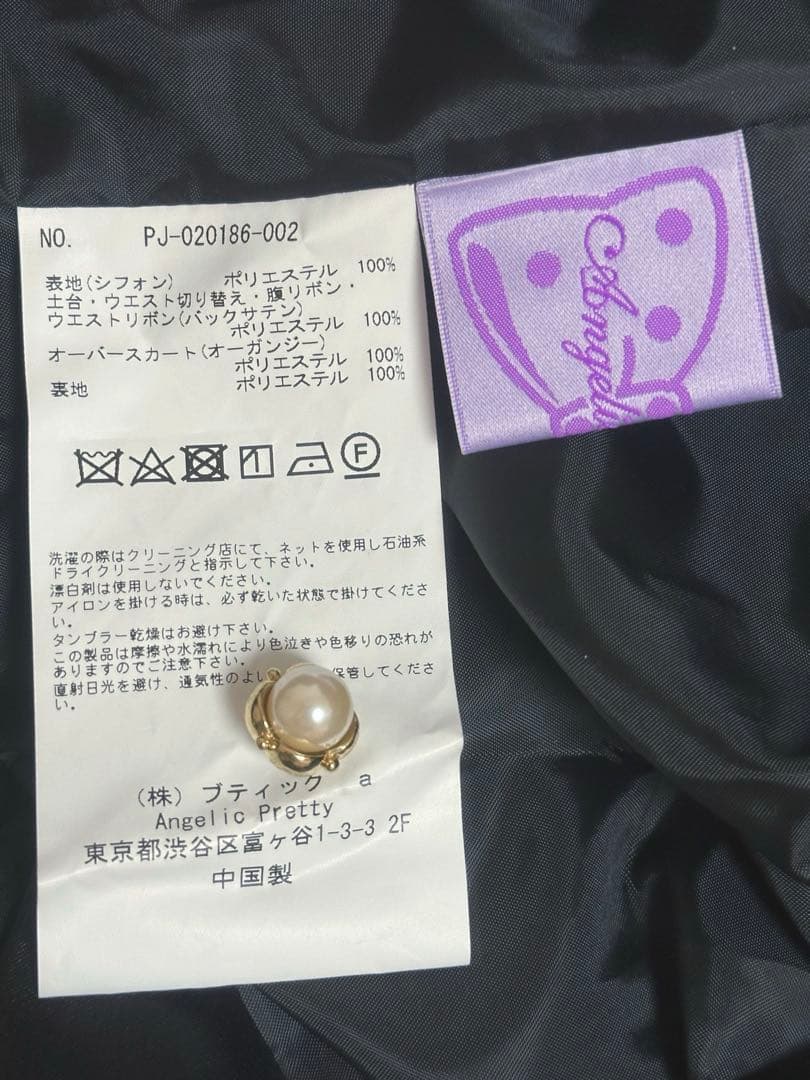 NO. PJ-020186-002
表地(シフォン) ポリエステル 100%
土台・ウエスト切り替え・腹リボン・
ウエストリボン(バックサテン)
ポリエステル 100%
オーバースカート(オーガンジー)
ポリエステル 100%
裏地 ポリエステル 100%
F
洗濯の際はクリーニング店にて、ネットを使用し石油系
ドライクリーニングと指示して下さい。
漂白剤は使用しないでください。
アイロンを掛ける時は、必ず乾いた状態で掛けてくださ
い。
タンブラー乾燥はお避け下さい。
この製品は摩擦や水濡れにより色泣きや色移りの恐れが
ありますのでご注意下さい。
直射日光を避け、通気性のよい 保管してくださ
い。
(株) ブティック a
Angelic Pretty
東京都渋谷区富ヶ谷1-3-3 2F
中国製
Angelic